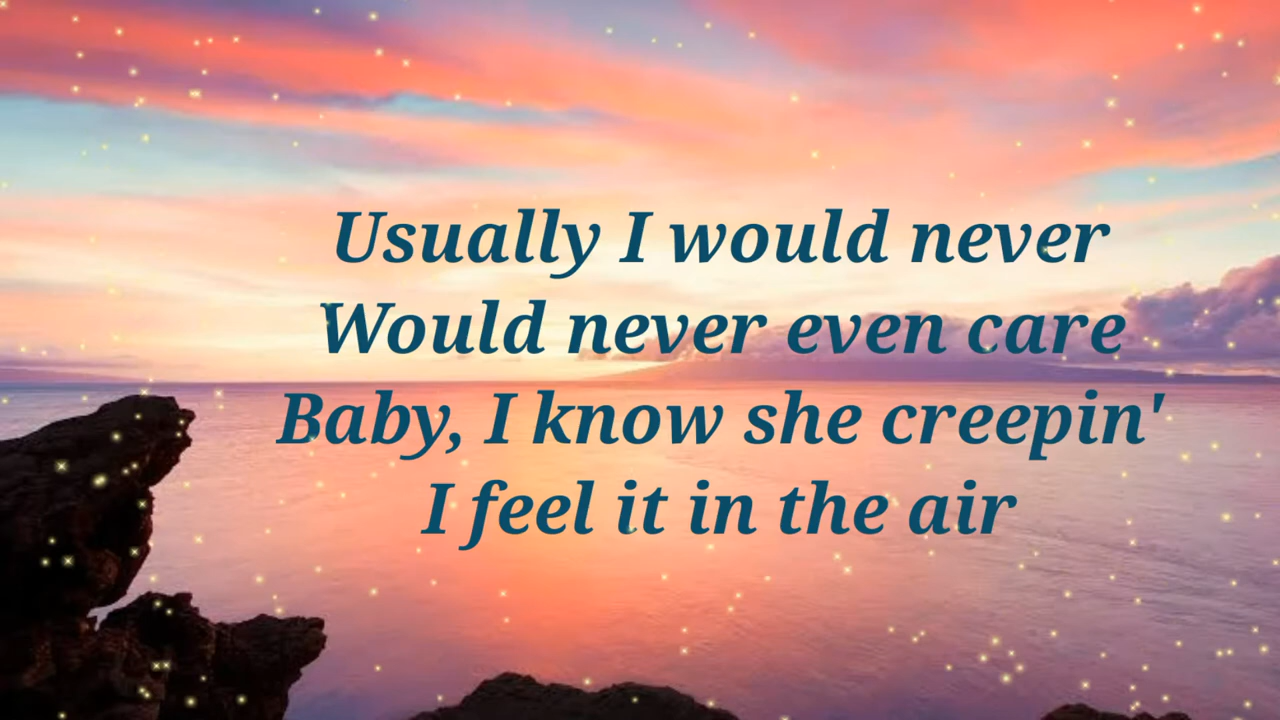 Usually I would never
Would never even care
Baby, I know she creepin'
I feel it in the air